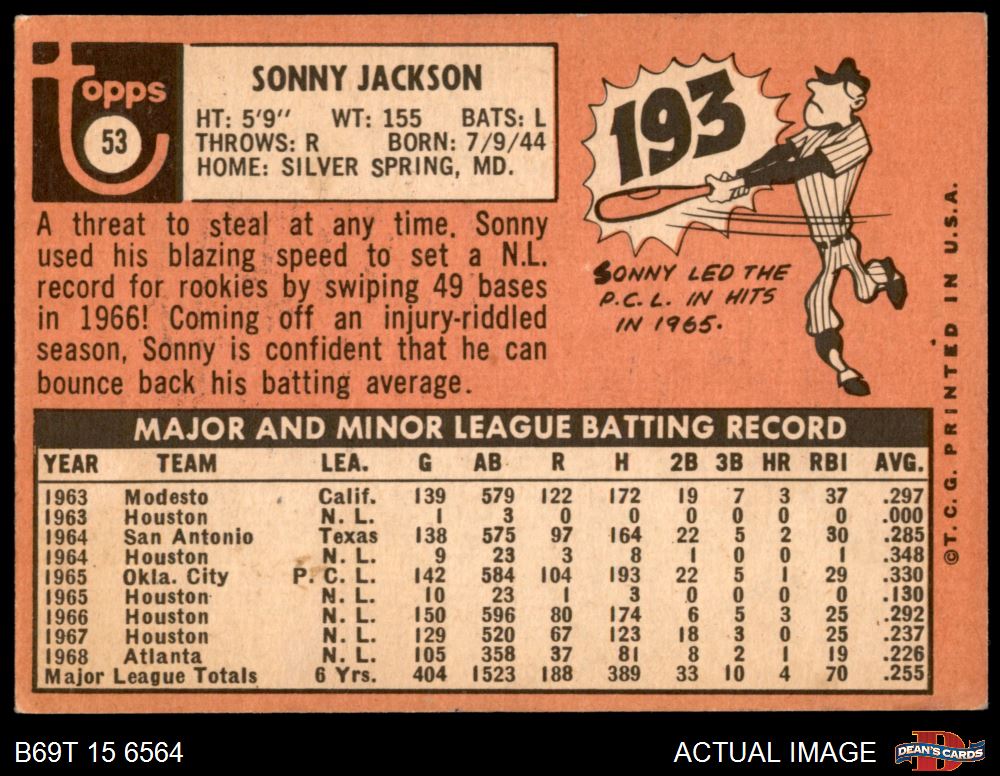 topps
53
SONNY JACKSON
HT: 5'9" WT: 155 BATS: L
THROWS: R BORN: 7/9/44
HOME: SILVER SPRING, MD.
A threat to steal at any time, Sonny
used his blazing speed to set a N.L.
record for rookies by swiping 49 bases
in 1966! Coming off an injury-riddled
season, Sonny is confident that he can
bounce back his batting average.
193
SONNY LED THE
P.C.L. IN HITS
IN 1965.
MAJOR AND MINOR LEAGUE BATTING RECORD
YEAR TEAM LEA. G AB R H 2B 3B HR RBI AVG.
1963 Modesto Calif. 139 579 122 172 19 7 3 37 .297
1963 Houston N. L. 1 3 0 0 0 0 0 0 .000
1964 San Antonio Texas 138 575 97 164 22 5 2 30 .285
1964 Houston N. L. 9 23 3 8 1 0 0 1 .348
1965 Okla. City P. C. L. 142 584 104 193 22 5 1 29 .330
1965 Houston N. L. 10 23 1 3 0 0 0 0 .130
1966 Houston N. L. 150 596 80 174 6 5 3 25 .292
1967 Houston N. L. 129 520 67 123 18 3 0 25 .237
1968 Atlanta N. L. 105 358 37 81 8 2 1 19 .226
Major League Totals 6 Yrs. 404 1523 188 389 33 10 4 70 .255
©T. C. G. PRINTED IN U.S.A.
B69T 15 6564
ACTUAL IMAGE
D
DEAN'S CARDS